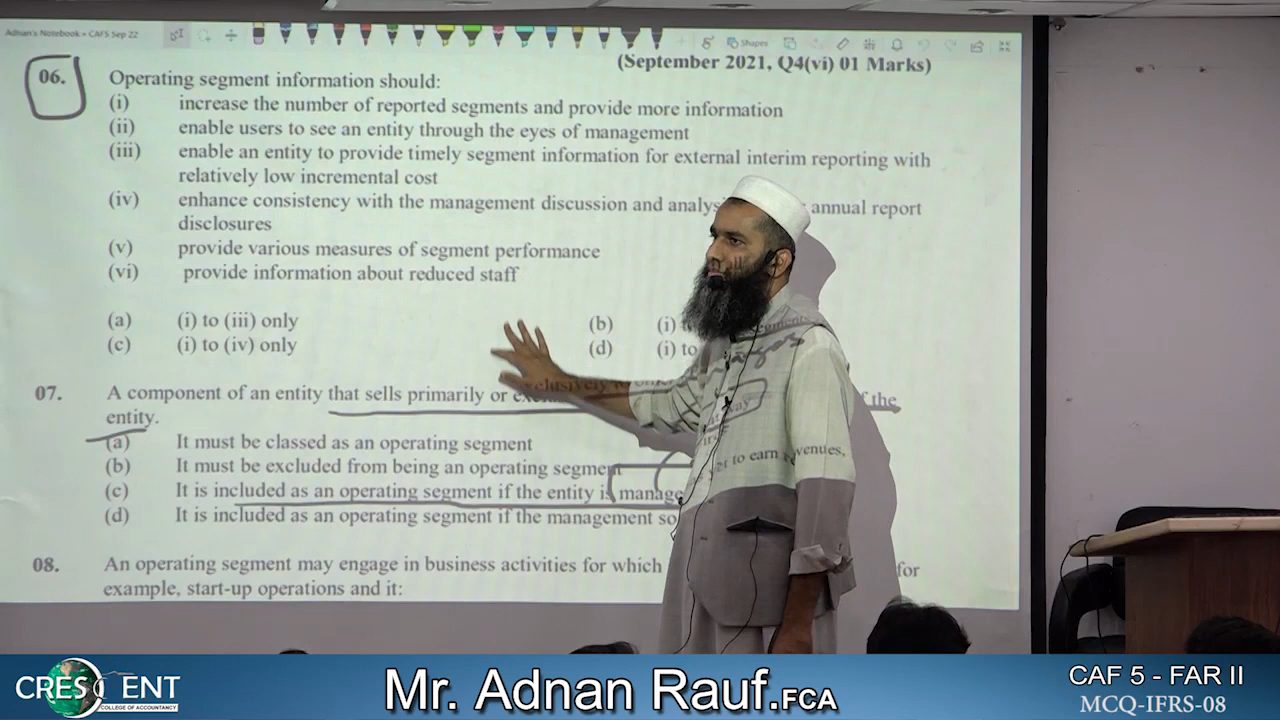 Adnan's Notebook • CAF5 Sep 22
Shapes
(September 2021, Q4(vi) 01 Marks)
06. Operating segment information should:
(i) increase the number of reported segments and provide more information
(ii) enable users to see an entity through the eyes of management
(iii) enable an entity to provide timely segment information for external interim reporting with
relatively low incremental cost
(iv) enhance consistency with the management discussion and annual report
disclosures
(v) provide various measures of segment performance
(vi) provide information about reduced staff
(a) (i) to (iii) only (b) (i)
(c) (i) to (iv) only (d) (i) to
07. A component of an entity that sells primarily or the
entity.
(a) It must be classed as an operating segment
(b) It must be excluded from being an operating segment
(c) It is included as an operating segment if the entity is
(d) It is included as an operating segment if the management
to earn revenues,
08. An operating segment may engage in business activities for which for
example, start-up operations and it:
CRESCENT
COLLEGE OF ACCOUNTANCY
Mr. Adnan Rauf.FCA
CAF 5 - FAR II
MCQ-IFRS-08